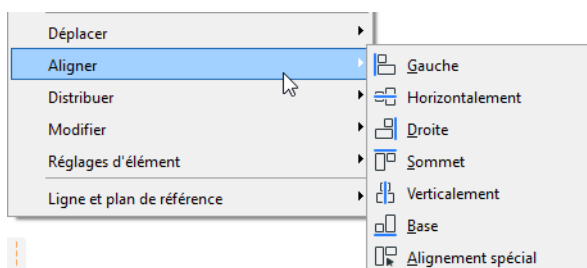 Déplacer
Aligner
Distribuer
Modifier
Réglages d'élément
Ligne et plan de référence
Gauche
Horizontalement
Droite
Sommet
Verticalement
Base
Alignement spécial